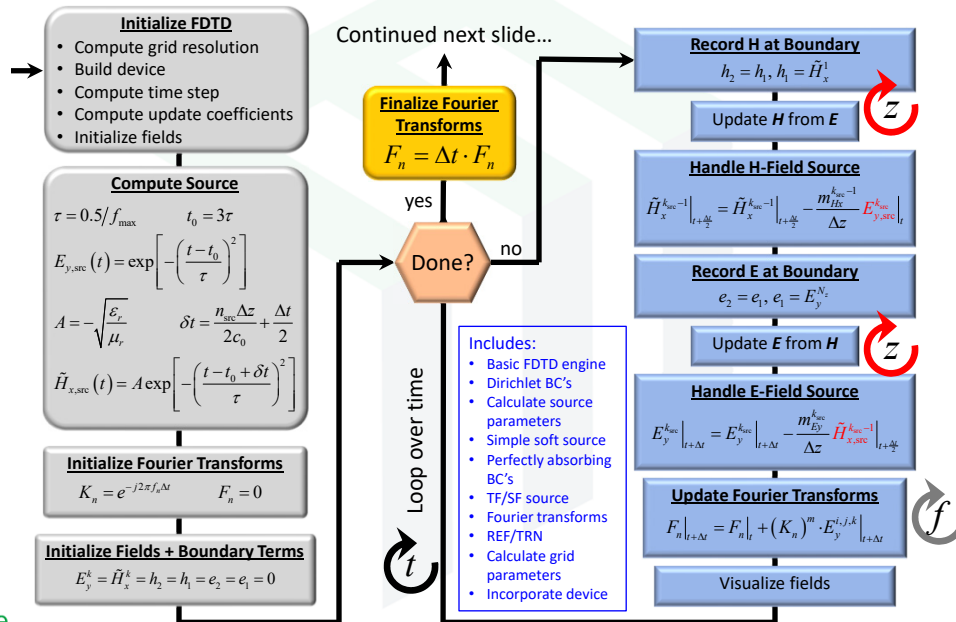 Initialize FDTD
• Compute grid resolution
• Build device
• Compute time step
• Compute update coefficients
• Initialize fields
Compute Source
τ = 0.5/f_max t_0 = 3τ
E_{y,src}(t) = exp[−((t−t_0)/τ)^2]
A = −√(ε_r/μ_r) δt = n_src Δz/2c_0 + Δt/2
H̃_{x,src}(t) = A exp[−((t−t_0+δt)/τ)^2]
Initialize Fourier Transforms
K_n = e^{−j2πf_nΔt} F_n = 0
Initialize Fields + Boundary Terms
E_y^k = H̃_x^k = h_2 = h_1 = e_2 = e_1 = 0
Continued next slide…
Finalize Fourier
Transforms
F_n = Δt · F_n
yes
Done?
no
Loop over time
t
Includes:
• Basic FDTD engine
• Dirichlet BC's
• Calculate source
parameters
• Simple soft source
• Perfectly absorbing
BC's
• TF/SF source
• Fourier transforms
• REF/TRN
• Calculate grid
parameters
• Incorporate device
Record H at Boundary
h_2 = h_1, h_1 = H̃_x^1
z
Update H from E
Handle H-Field Source
H̃_x^{k_src−1}|_{t+Δt/2} = H̃_x^{k_src−1}|_{t+Δt/2} − (m_{Hx}^{k_src−1}/Δz) E_{y,src}^{k_src}|_t
Record E at Boundary
e_2 = e_1, e_1 = E_y^{N_z}
z
Update E from H
Handle E-Field Source
E_y^{k_src}|_{t+Δt} = E_y^{k_src}|_{t+Δt} − (m_{Ey}^{k_src}/Δz) H̃_{x,src}^{k_src−1}|_{t+Δt/2}
Update Fourier Transforms
F_n|_{t+Δt} = F_n|_t + (K_n)^m · E_y^{i,j,k}|_{t+Δt}
f
Visualize fields